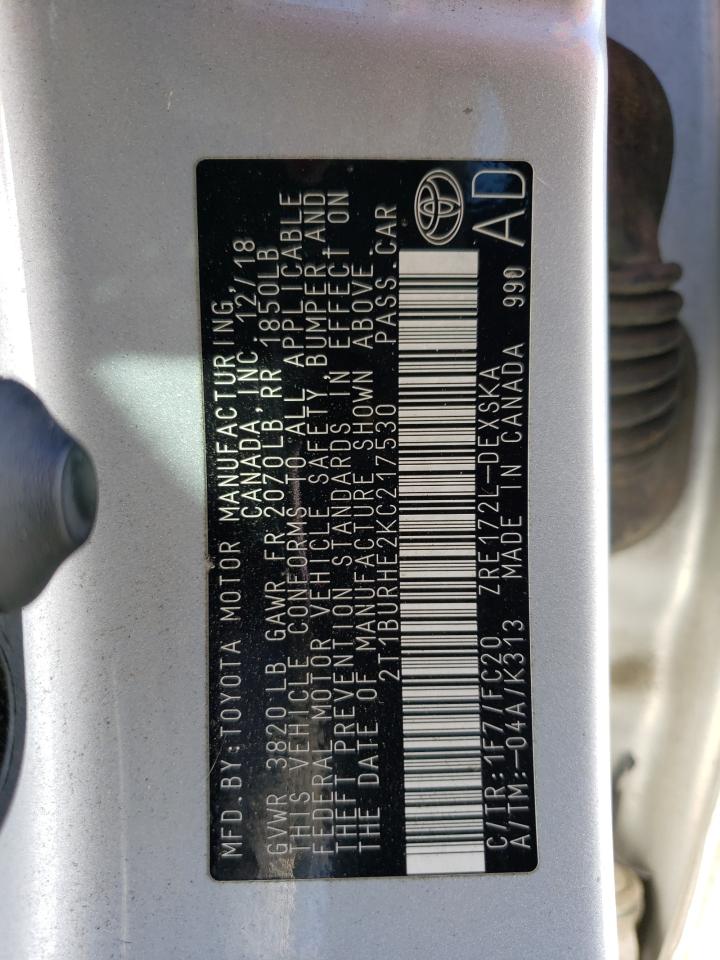 MFD.BY:TOYOTA MOTOR MANUFACTURING,
CANADA,INC 12/18
GVWR 3820 LB GAWR FR 2070LB RR 1850LB
THIS VEHICLE CONFORMS TO ALL APPLICABLE
FEDERAL MOTOR VEHICLE SAFETY,BUMPER,AND
THEFT PREVENTION STANDARDS IN EFFECT ON
THE DATE OF MANUFACTURE SHOWN ABOVE.
2T1BURHE2KC217530 PASS.CAR
C/TR:1F7/FC20 ZRE172L-DEXSKA
A/TM:-04A/K313 MADE IN CANADA 990 AD